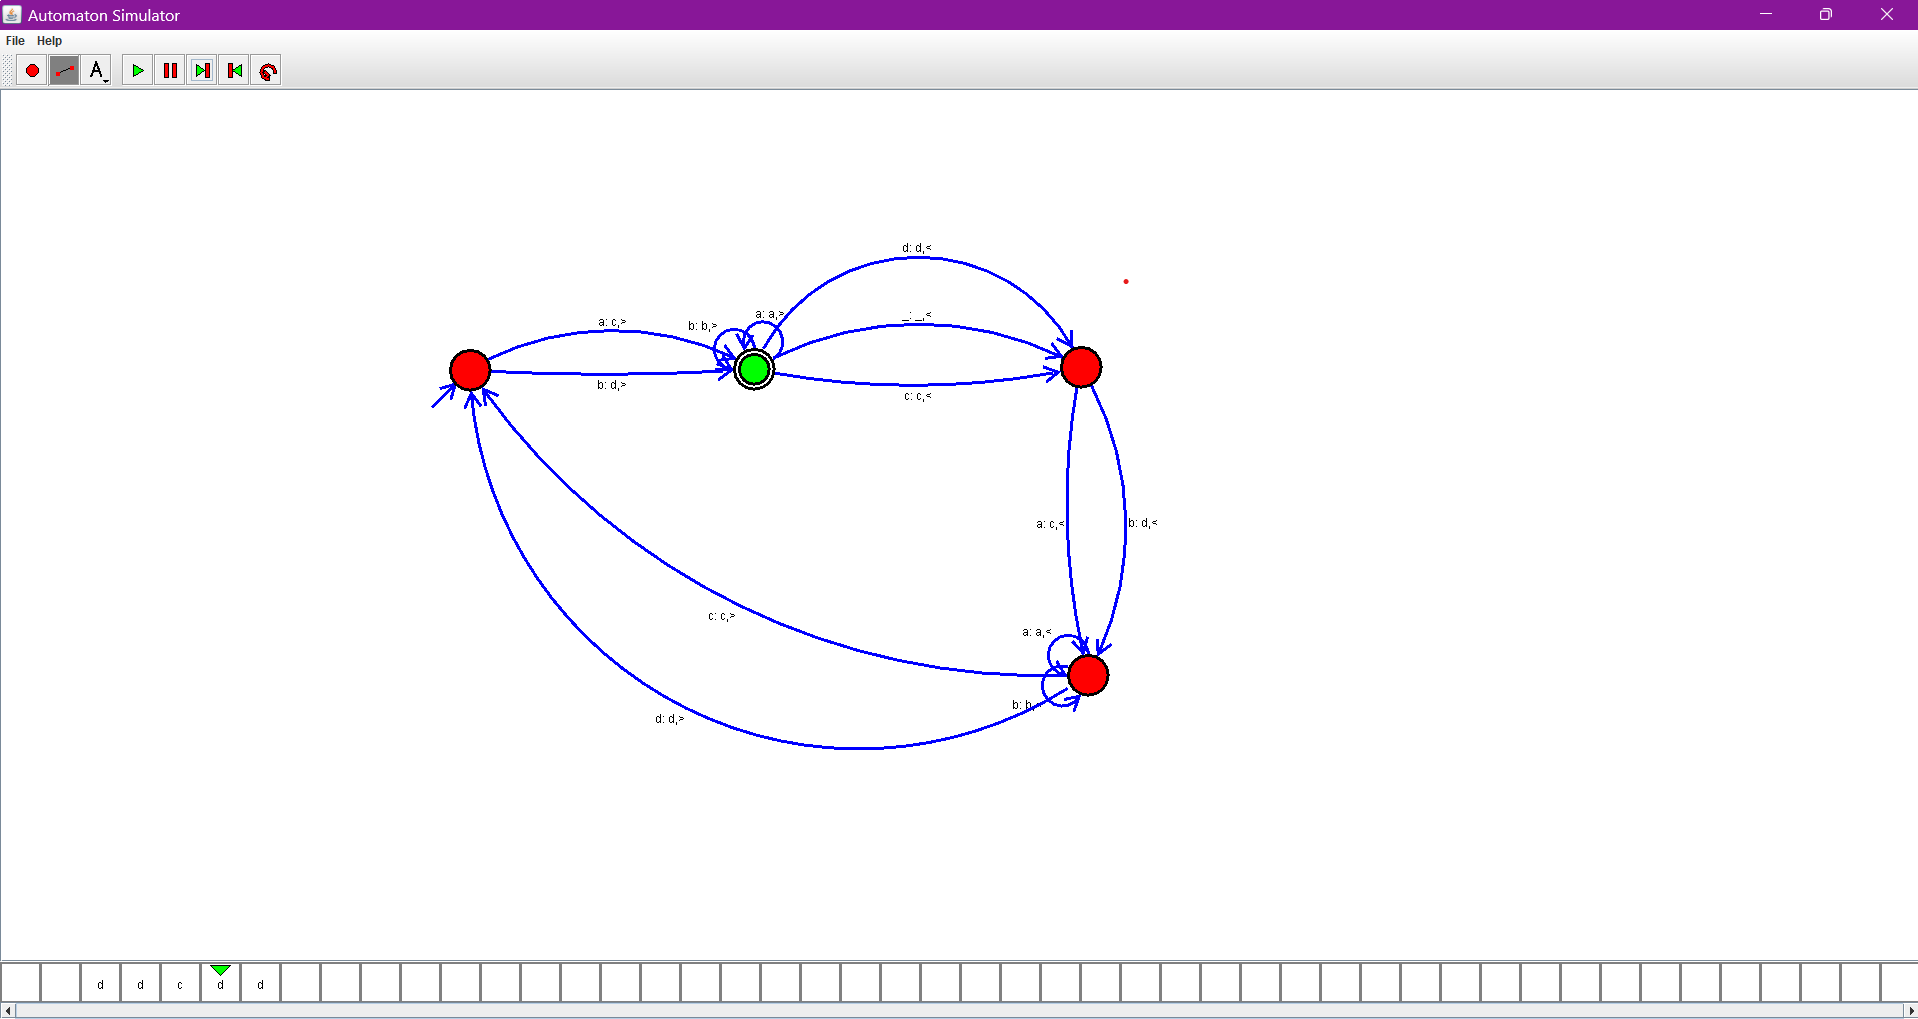 Automaton Simulator
File Help
A
d: d,<
a: a,>
_: _,<
a: c,>
b: b,>
b: d,>
c: c,<
a: c,<
b: d,<
c: c,>
a: a,<
b: b,
d: d,>
d d c d d